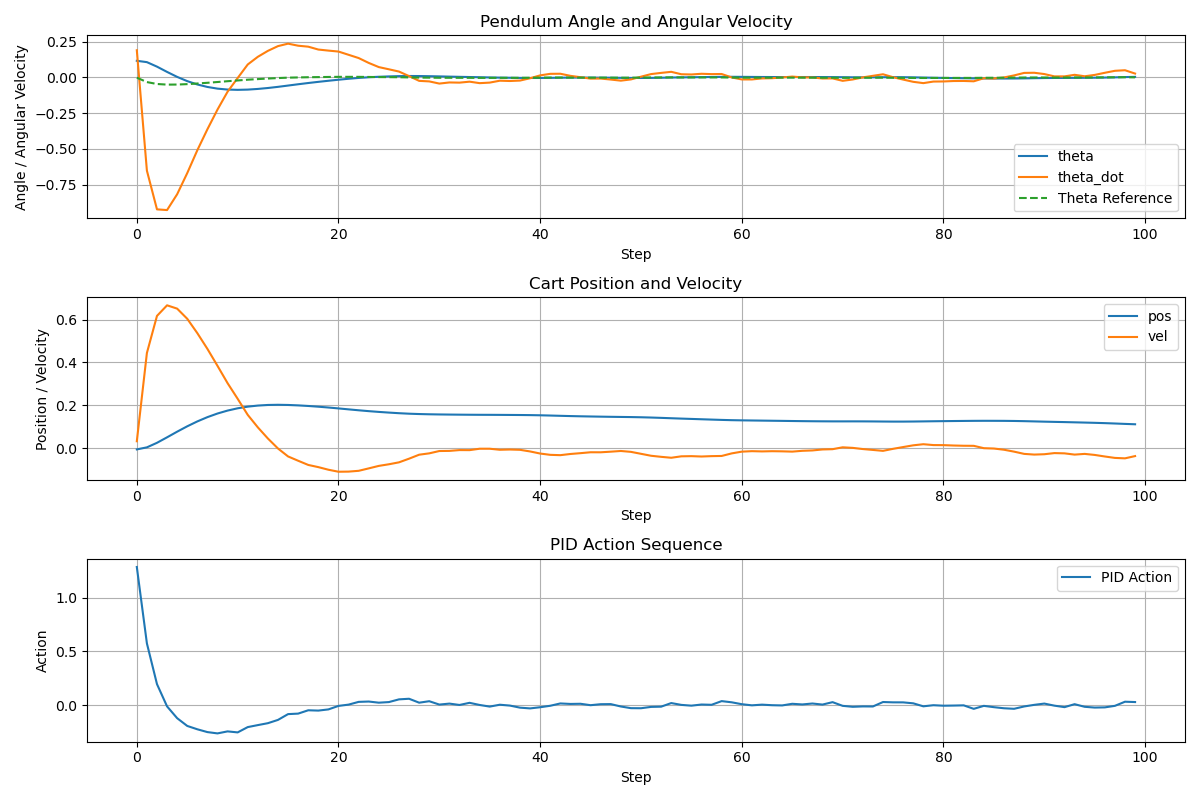 Pendulum Angle and Angular Velocity
Angle / Angular Velocity
0.25
0.00
−0.25
−0.50
−0.75
theta
theta_dot
Theta Reference
0 20 40 60 80 100
Step
Cart Position and Velocity
Position / Velocity
0.6
0.4
0.2
0.0
pos
vel
0 20 40 60 80 100
Step
PID Action Sequence
Action
1.0
0.5
0.0
PID Action
0 20 40 60 80 100
Step